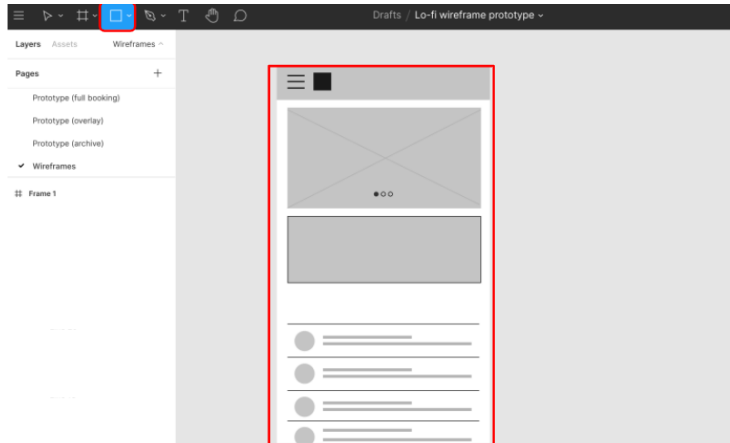 T
Drafts / Lo-fi wireframe prototype
Layers Assets Wireframes
Pages
Prototype (full booking)
Prototype (overlay)
Prototype (archive)
Wireframes
Frame 1